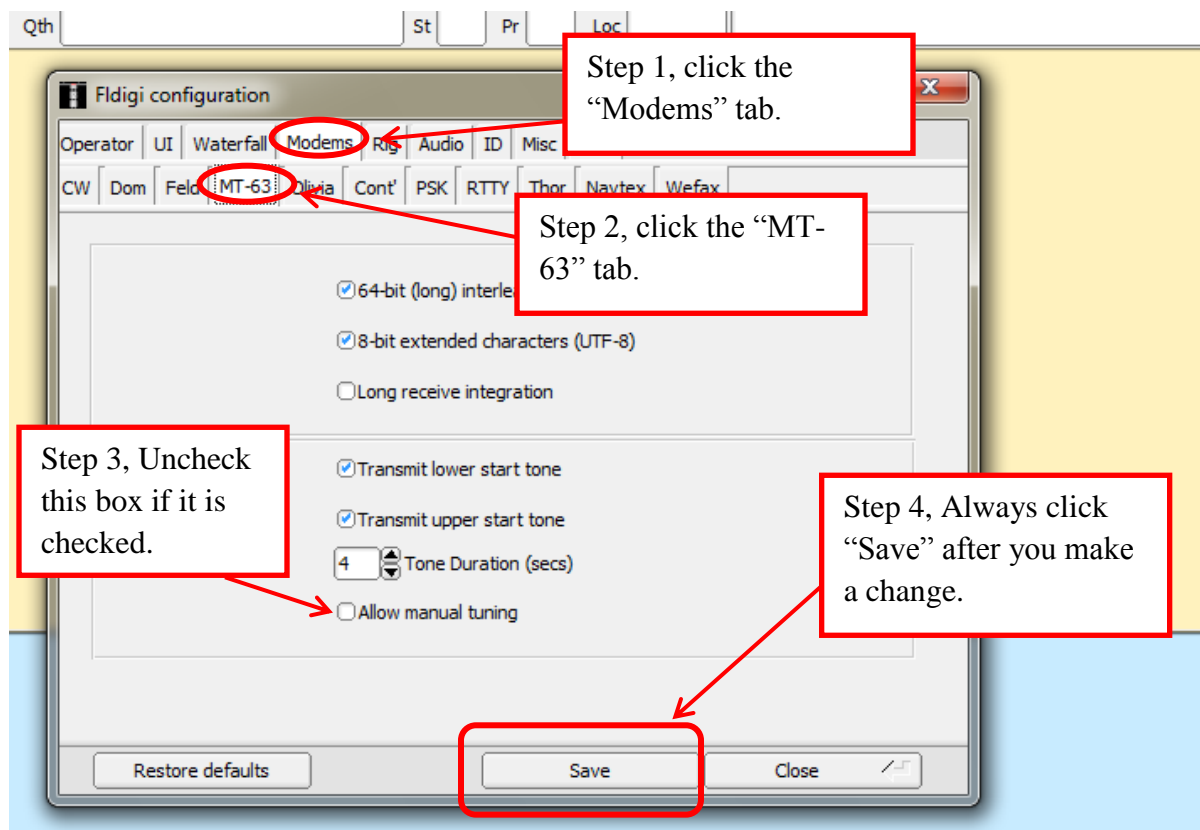 Qth St Pr Loc
Step 1, click the
“Modems” tab.
Fldigi configuration
Operator UI Waterfall Modems Rig Audio ID Misc
CW Dom Feld MT-63 Olivia Cont' PSK RTTY Thor Navtex Wefax
Step 2, click the “MT-
63” tab.
64-bit (long)
8-bit extended characters (UTF-8)
Long receive integration
Step 3, Uncheck
this box if it is
checked.
Transmit lower start tone
Transmit upper start tone
4 Tone Duration (secs)
Allow manual tuning
Step 4, Always click
“Save” after you make
a change.
Restore defaults Save Close